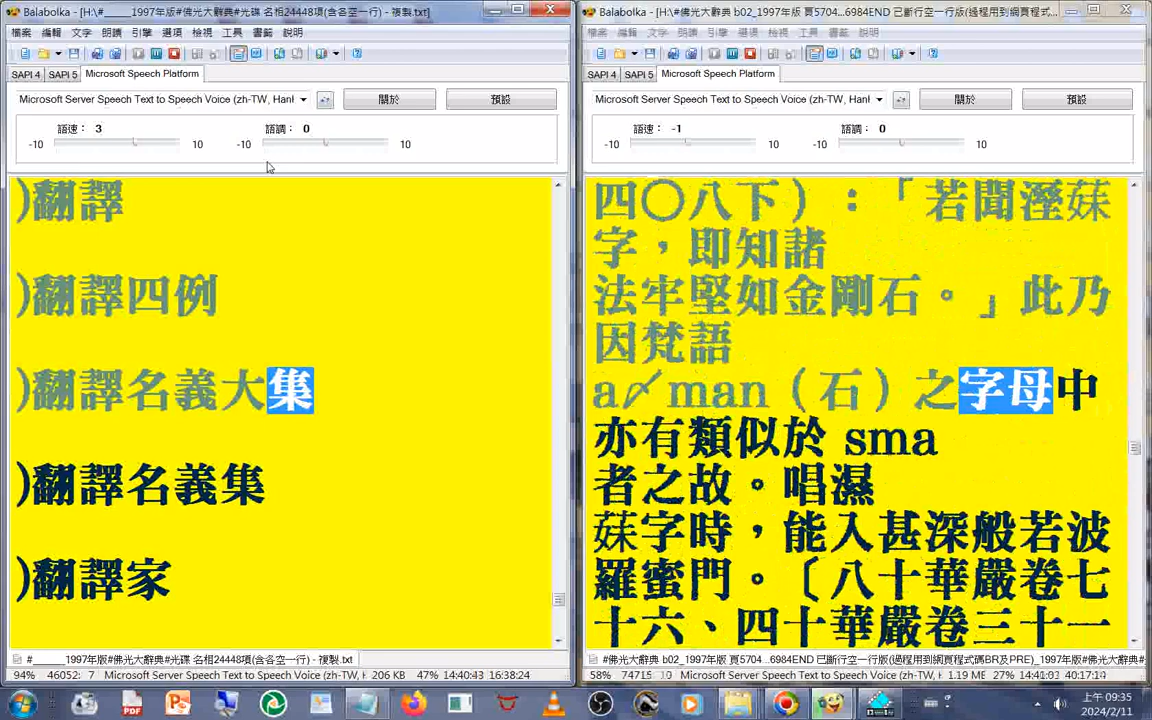 Balabolka - [H:\#_____1997年版#佛光大辭典#光碟 名相24448項(含各空一行) - 複製.txt]
檔案 編輯 文字 朗讀 引擎 選項 檢視 工具 書籤 說明
SAPI 4 SAPI 5 Microsoft Speech Platform
Microsoft Server Speech Text to Speech Voice (zh-TW, Han
關於 預設
語速： 3 語調： 0
-10 10 -10 10
)翻譯
)翻譯四例
)翻譯名義大集
)翻譯名義集
)翻譯家
#_____1997年版#佛光大辭典#光碟 名相24448項(含各空一行) - 複製.txt
94% 46052: 7 Microsoft Server Speech Text to Speech Voice (zh-TW, H 206 KB 14:40:43 16:38:24
Balabolka - [H:\#佛光大辭典 b02_1997年版 頁5704...6984END 已斷行空一行版(過程用到網頁程式...
檔案 編輯 文字 朗讀 引擎 選項 檢視 工具 書籤 說明
SAPI 4 SAPI 5 Microsoft Speech Platform
Microsoft Server Speech Text to Speech Voice (zh-TW, Han
關於 預設
語速： -1 語調： 0
-10 10 -10 10
四〇八下）：「若聞溼䒾
字，即知諸
法牢堅如金剛石。」此乃
因梵語
a〆man（石）之字母中
亦有類似於 sma
者之故。唱濕
䒾字時，能入甚深般若波
羅蜜門。〔八十華嚴卷七
十六、四十華嚴卷三十一
#佛光大辭典 b02_1997年版 頁5704...6984END 已斷行空一行版(過程用到網頁程式碼BR及PRE)_1997年版#佛光大辭典#
58% 74715: Microsoft Server Speech Text to Speech Voice (zh-TW, 1.19 MB 27% 14:41:03 40:17:14
上午 09:35
2024/2/11